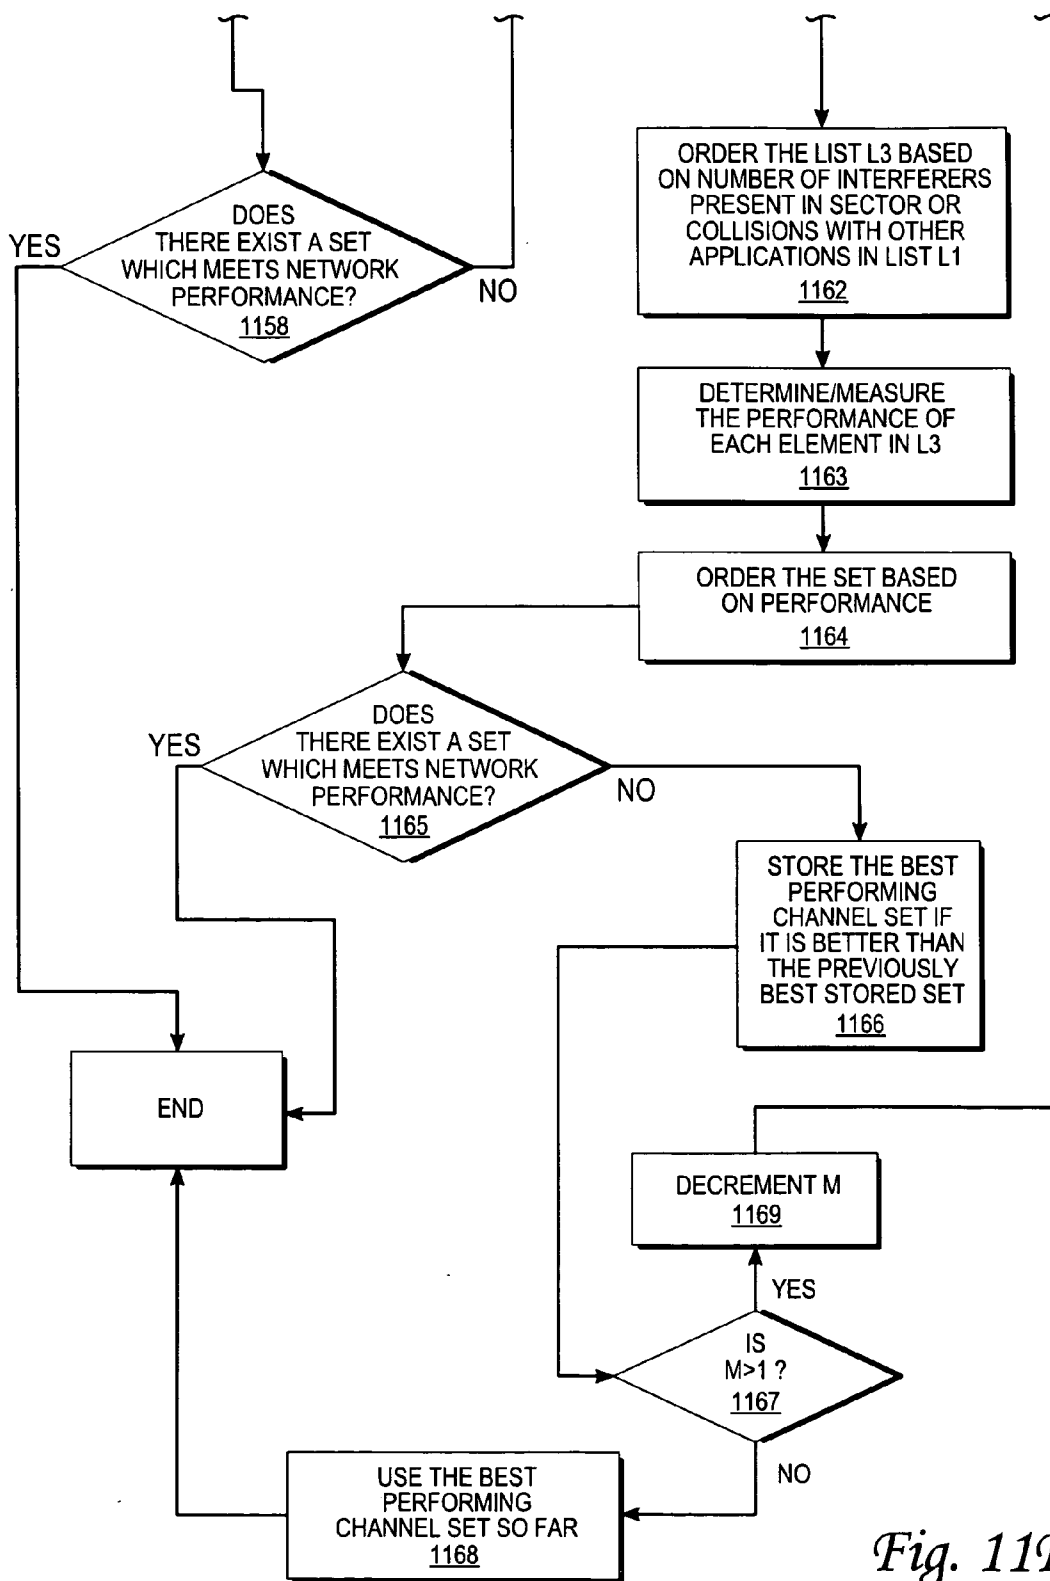 DOES
THERE EXIST A SET
WHICH MEETS NETWORK
PERFORMANCE?
1158
YES
NO
ORDER THE LIST L3 BASED
ON NUMBER OF INTERFERERS
PRESENT IN SECTOR OR
COLLISIONS WITH OTHER
APPLICATIONS IN LIST L1
1162
DETERMINE/MEASURE
THE PERFORMANCE OF
EACH ELEMENT IN L3
1163
ORDER THE SET BASED
ON PERFORMANCE
1164
DOES
THERE EXIST A SET
WHICH MEETS NETWORK
PERFORMANCE?
1165
YES
NO
STORE THE BEST
PERFORMING
CHANNEL SET IF
IT IS BETTER THAN
THE PREVIOUSLY
BEST STORED SET
1166
END
DECREMENT M
1169
YES
IS
M>1 ?
1167
NO
USE THE BEST
PERFORMING
CHANNEL SET SO FAR
1168
Fig.